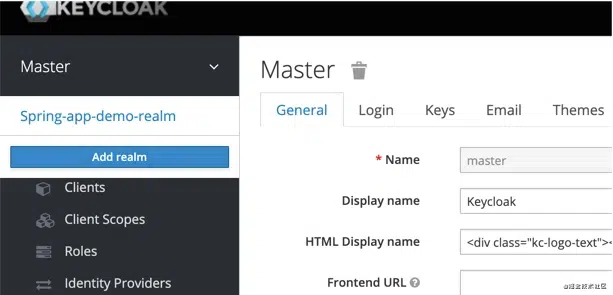 KEYCLOAK
Master
Spring-app-demo-realm
Add realm
Clients
Client Scopes
Roles
Identity Providers
Master
General Login Keys Email Themes
* Name master
Display name Keycloak
HTML Display name <div class="kc-logo-text"><
Frontend URL
@掘金技术社区